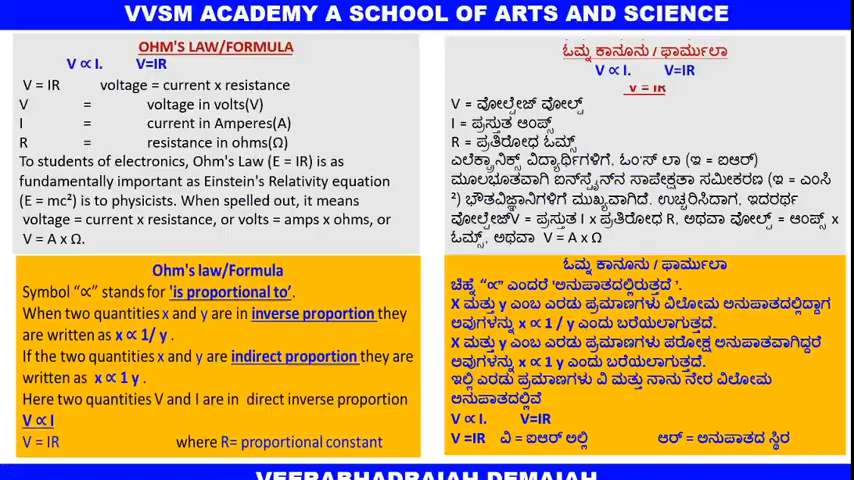 VVSM ACADEMY A SCHOOL OF ARTS AND SCIENCE
OHM'S LAW/FORMULA
V ∝ I. V=IR
V = IR voltage = current x resistance
V = voltage in volts(V)
I = current in Amperes(A)
R = resistance in ohms(Ω)
To students of electronics, Ohm's Law (E = IR) is as
fundamentally important as Einstein's Relativity equation
(E = mc²) is to physicists. When spelled out, it means
voltage = current x resistance, or volts = amps x ohms, or
V = A x Ω.
Ohm's law/Formula
Symbol “∝” stands for 'is proportional to’.
When two quantities x and y are in inverse proportion they
are written as x ∝ 1/ y .
If the two quantities x and y are indirect proportion they are
written as x ∝ 1 y .
Here two quantities V and I are in direct inverse proportion
V ∝ I
V = IR where R= proportional constant
ಓಮ್ನ ಕಾನೂನು / ಫಾರ್ಮುಲಾ
V ∝ I. V=IR
V = IR
V = ವೋಲ್ಟೇಜ್ ವೋಲ್ಟ್
I = ಪ್ರಸ್ತುತ ಆಂಪ್ಸ್
R = ಪ್ರತಿರೋಧ ಓಮ್ಸ್
ಎಲೆಕ್ಟ್ರಾನಿಕ್ಸ್ ವಿದ್ಯಾರ್ಥಿಗಳಿಗೆ, ಓಂಸ್ ಲಾ (ಇ = ಐಆರ್)
ಮೂಲಭೂತವಾಗಿ ಐನ್‌ಸ್ಟೈನ್‌ನ ಸಾಪೇಕ್ಷತಾ ಸಮೀಕರಣ (ಇ = ಎಂಸಿ
²) ಭೌತವಿಜ್ಞಾನಿಗಳಿಗೆ ಮುಖ್ಯವಾಗಿದೆ. ಉಚ್ಚರಿಸಿದಾಗ, ಇದರರ್ಥ
ವೋಲ್ಟೇಜ್V = ಪ್ರಸ್ತುತ I x ಪ್ರತಿರೋಧ R, ಅಥವಾ ವೋಲ್ಟ್ = ಆಂಪ್ಸ್ x
ಓಮ್ಸ್, ಅಥವಾ V = A x Ω
ಓಮ್ನ ಕಾನೂನು / ಫಾರ್ಮುಲಾ
ಚಿಹ್ನೆ “∝” ಎಂದರೆ 'ಅನುಪಾತದಲ್ಲಿರುತ್ತದೆ '.
X ಮತ್ತು y ಎಂಬ ಎರಡು ಪ್ರಮಾಣಗಳು ವಿಲೋಮ ಅನುಪಾತದಲ್ಲಿದ್ದಾಗ
ಅವುಗಳನ್ನು x ∝ 1 / y ಎಂದು ಬರೆಯಲಾಗುತ್ತದೆ.
X ಮತ್ತು y ಎಂಬ ಎರಡು ಪ್ರಮಾಣಗಳು ಪರೋಕ್ಷ ಅನುಪಾತವಾಗಿದ್ದರೆ
ಅವುಗಳನ್ನು x ∝ 1 y ಎಂದು ಬರೆಯಲಾಗುತ್ತದೆ.
ಇಲ್ಲಿ ಎರಡು ಪ್ರಮಾಣಗಳು ವಿ ಮತ್ತು ನಾನು ನೇರ ವಿಲೋಮ
ಅನುಪಾತದಲ್ಲಿವೆ
V ∝ I. V=IR
V =IR ವಿ = ಐಆರ್ ಅಲ್ಲಿ ಆರ್ = ಅನುಪಾತದ ಸ್ಥಿರ
VEERABHADRAIAH DEMAIAH